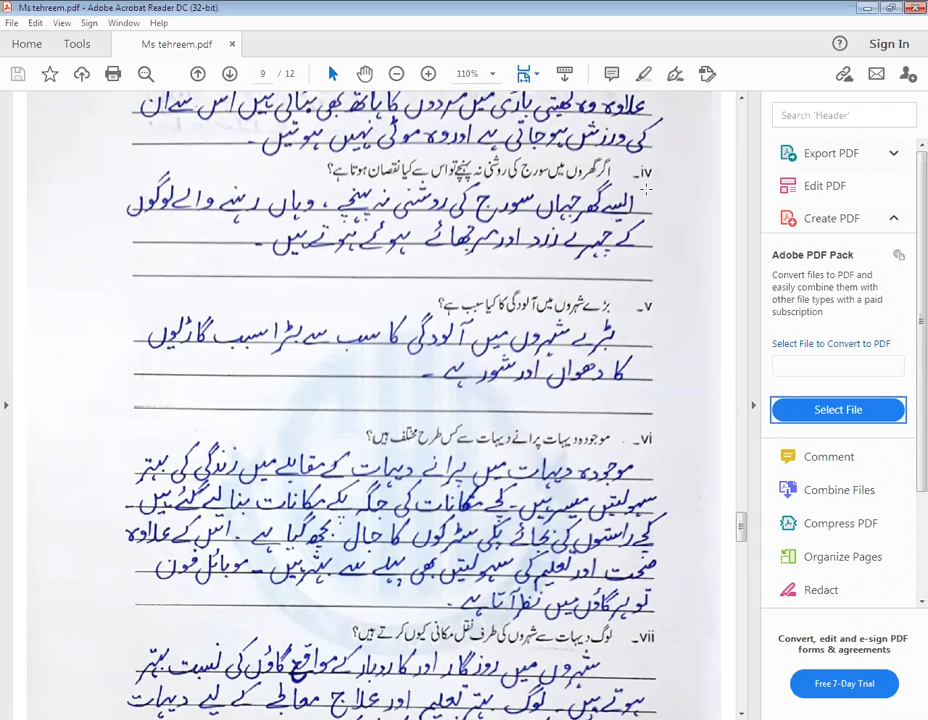 Ms tehreem.pdf - Adobe Acrobat Reader DC (32-bit)
File Edit View Sign Window Help
Home Tools Ms tehreem.pdf × Sign In
9 / 12 110%
علاوہ وہ کھیتی باڑی میں مردوں کا ہاتھ بھی بٹاتی ہیں اس سے ان
کی ورزش ہوجاتی ہے اور وہ موٹی نہیں ہوتیں ۔
iv۔ اگر گھروں میں سورج کی روشنی نہ پہنچے تو اس سے کیا نقصان ہوتا ہے؟
ایسے گھر جہاں سورج کی روشنی نہ پہنچے ، وہاں رہنے والے لوگوں
کے چہرے زرد اور مرجھائے ہوئے ہوتے ہیں ۔
v۔ بڑے شہروں میں آلودگی کا کیا سبب ہے؟
بڑے شہروں میں آلودگی کا سب سے بڑا سبب گاڑیوں
کا دھواں اور شور ہے ۔
vi۔ موجودہ دیہات پرانے دیہات سے کس طرح مختلف ہیں؟
موجودہ دیہات میں پرانے دیہات کے مقابلے میں زندگی کی بہتر
سہولتیں میسر ہیں۔ کچے مکانات کی جگہ پکے مکانات بنا لیے گئے ہیں ۔
کچے راستوں کی بجائے پکی سڑکوں کا جال بچھ گیا ہے ۔ اس کے علاوہ
صحت اور تعلیم کی سہولتیں بھی پہلے سے بہتر ہیں ۔ موبائل فون
تو ہر گاؤں میں نظر آتا ہے ۔
vii۔ لوگ دیہات سے شہروں کی طرف نقل مکانی کیوں کرتے ہیں؟
شہروں میں روزگار اور کاروبار کے مواقع گاؤں کی نسبت بہتر
ہوتے ہیں۔ لوگ بہتر تعلیم اور علاج معالجے کے لیے دیہات
Search 'Header'
Export PDF
Edit PDF
Create PDF
Adobe PDF Pack
Convert files to PDF and
easily combine them with
other file types with a paid
subscription
Select File to Convert to PDF
Select File
Comment
Combine Files
Compress PDF
Organize Pages
Redact
Convert, edit and e-sign PDF
forms & agreements
Free 7-Day Trial